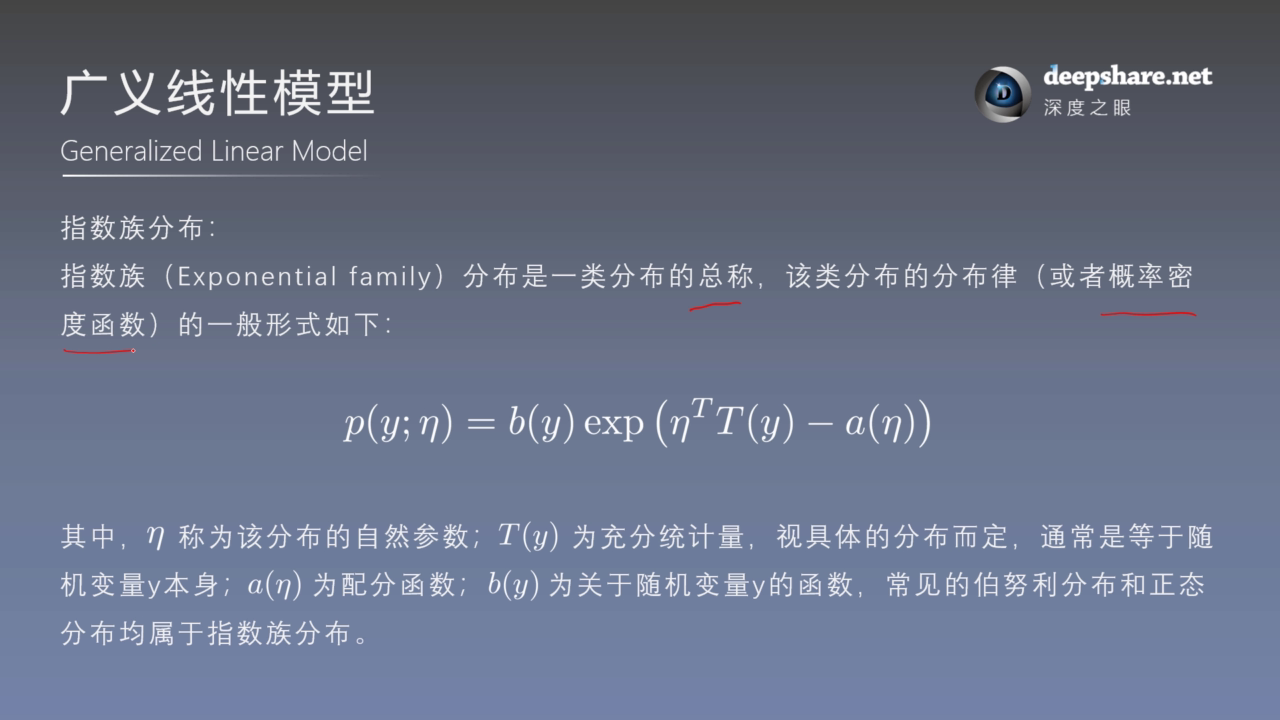 广义线性模型
Generalized Linear Model
deepshare.net
深度之眼
指数族分布：
指数族（Exponential family）分布是一类分布的总称，该类分布的分布律（或者概率密
度函数）的一般形式如下：
p(y; η) = b(y) exp (η^T T(y) − a(η))
其中，η 称为该分布的自然参数；T(y) 为充分统计量，视具体的分布而定，通常是等于随
机变量y本身；a(η) 为配分函数；b(y) 为关于随机变量y的函数，常见的伯努利分布和正态
分布均属于指数族分布。